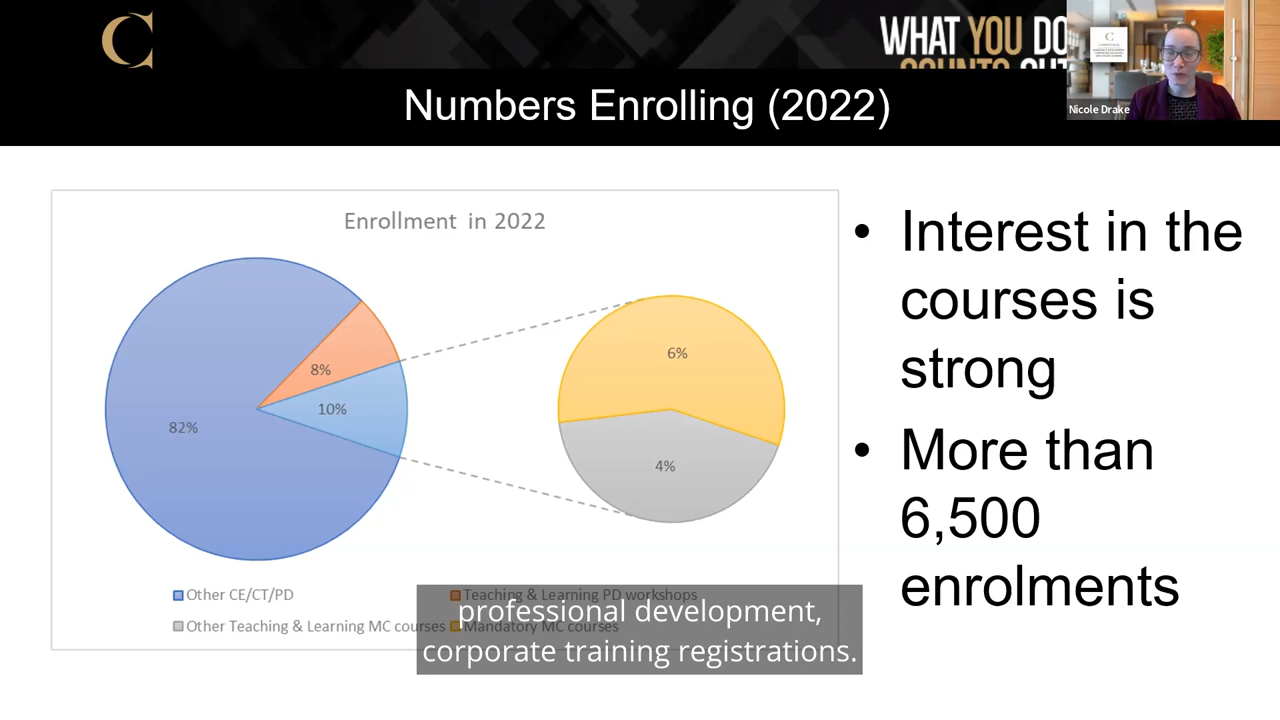 C
WHAT YOU DO
COUNTS OUT
Numbers Enrolling (2022)
C
Nicole Drake
Enrollment in 2022
8%
10%
82%
6%
4%
Other CE/CT/PD
Teaching & Learning PD workshops
Other Teaching & Learning MC courses
Mandatory MC courses
• Interest in the
courses is
strong
• More than
6,500
enrolments
professional development,
corporate training registrations.